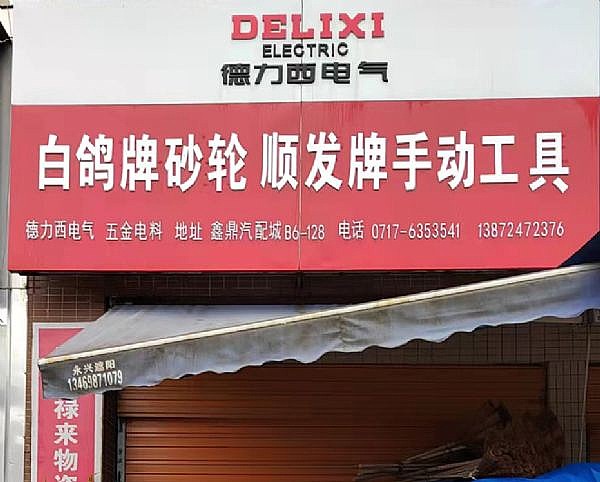 DELIXI
ELECTRIC
德力西电气
白鸽牌砂轮 顺发牌手动工具
德力西电气 五金电料 地址 鑫鼎汽配城B6-128 电话 0717-6353541 13872472376
永兴遮阳
13469871079
禄来物资